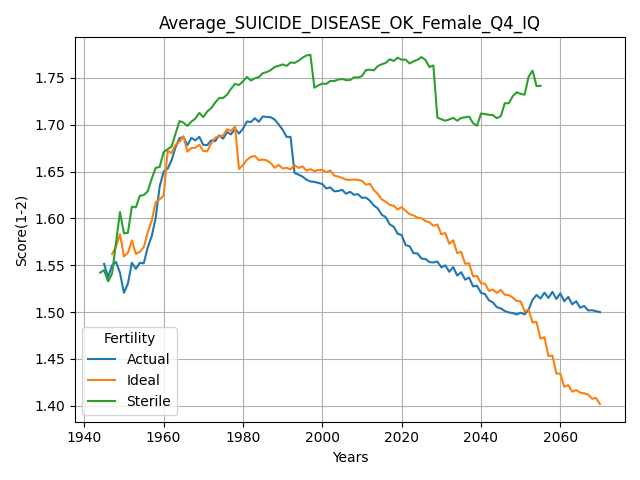 Average_SUICIDE_DISEASE_OK_Female_Q4_IQ
Score(1-2)
1.75
1.70
1.65
1.60
1.55
1.50
1.45
1.40
Fertility
Actual
Ideal
Sterile
1940 1960 1980 2000 2020 2040 2060
Years